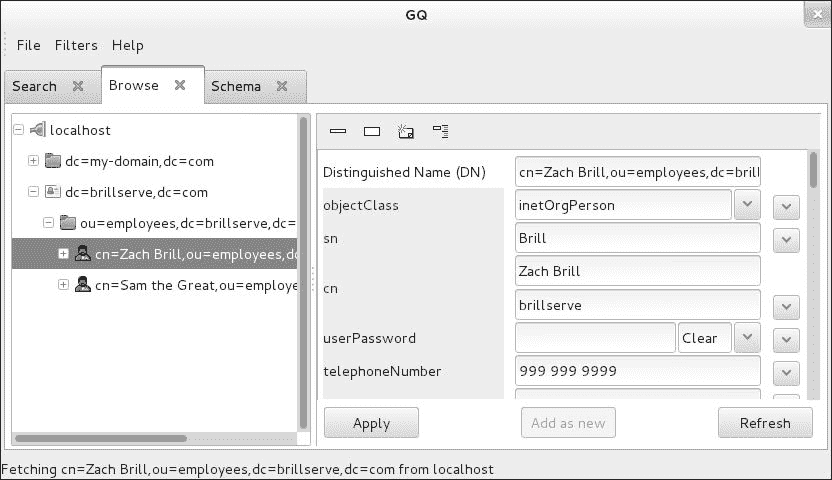 GQ
File Filters Help
Search Browse Schema
localhost
dc=my-domain,dc=com
dc=brillserve,dc=com
ou=employees,dc=brillserve,dc=
cn=Zach Brill,ou=employees,dc
cn=Sam the Great,ou=employe
Distinguished Name (DN) cn=Zach Brill,ou=employees,dc=brill
objectClass inetOrgPerson
sn Brill
cn Zach Brill
brillserve
userPassword Clear
telephoneNumber 999 999 9999
Apply Add as new Refresh
Fetching cn=Zach Brill,ou=employees,dc=brillserve,dc=com from localhost